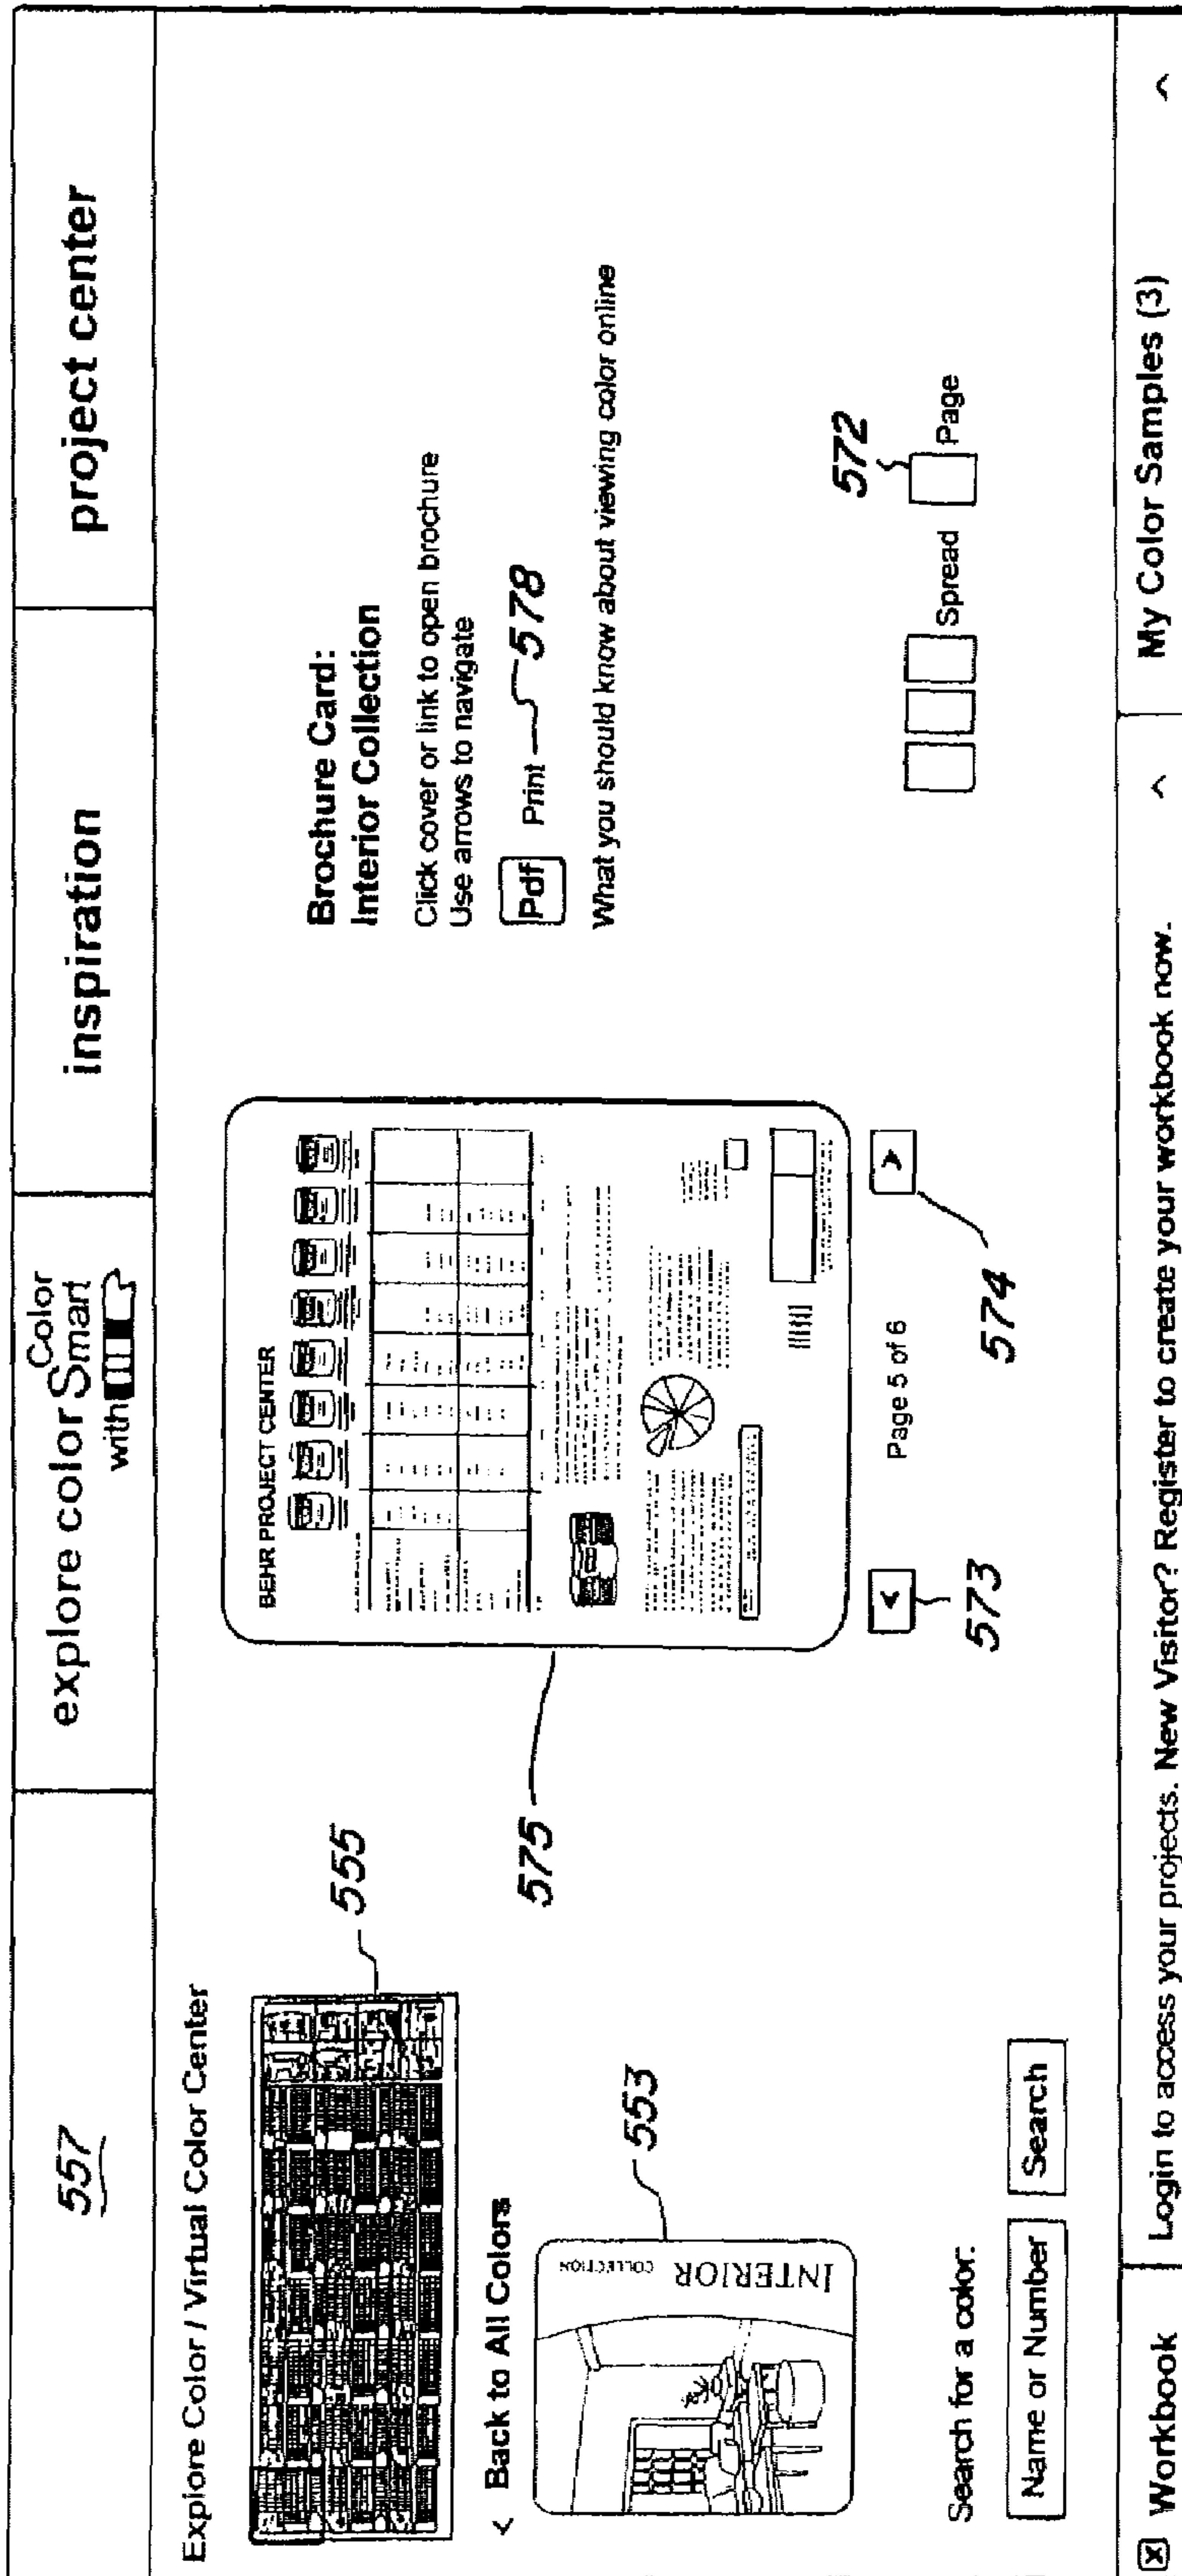 557
explore color
Color
Smart
with
inspiration
project center
Explore Color / Virtual Color Center
555
< Back to All Colors
INTERIOR
COLLECTION
553
Search for a color:
Name or Number
Search
BEHR PROJECT CENTER
575
<
Page 5 of 6
>
573
574
Brochure Card:
Interior Collection
Click cover or link to open brochure
Use arrows to navigate
Pdf
Print
578
What you should know about viewing color online
Spread
Page
572
Workbook
Login to access your projects. New Visitor? Register to create your workbook now. ^
My Color Samples (3) ^